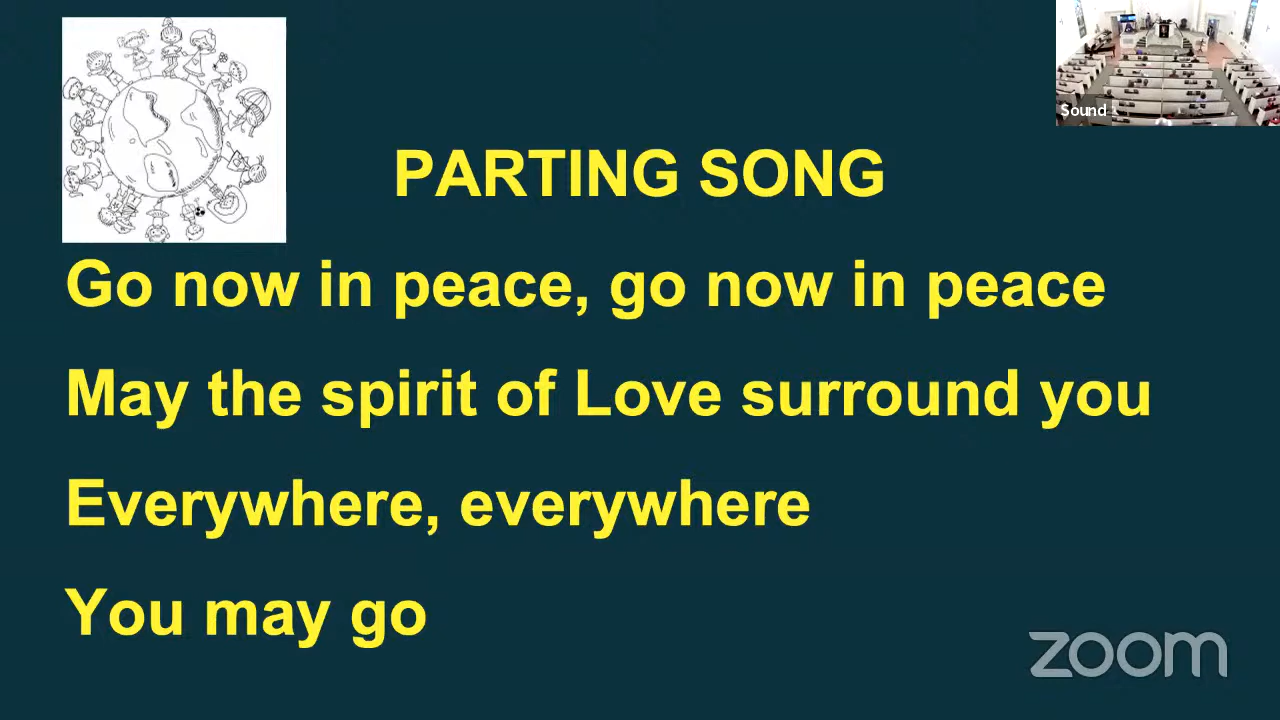 Sound
PARTING SONG
Go now in peace, go now in peace
May the spirit of Love surround you
Everywhere, everywhere
You may go
zoom